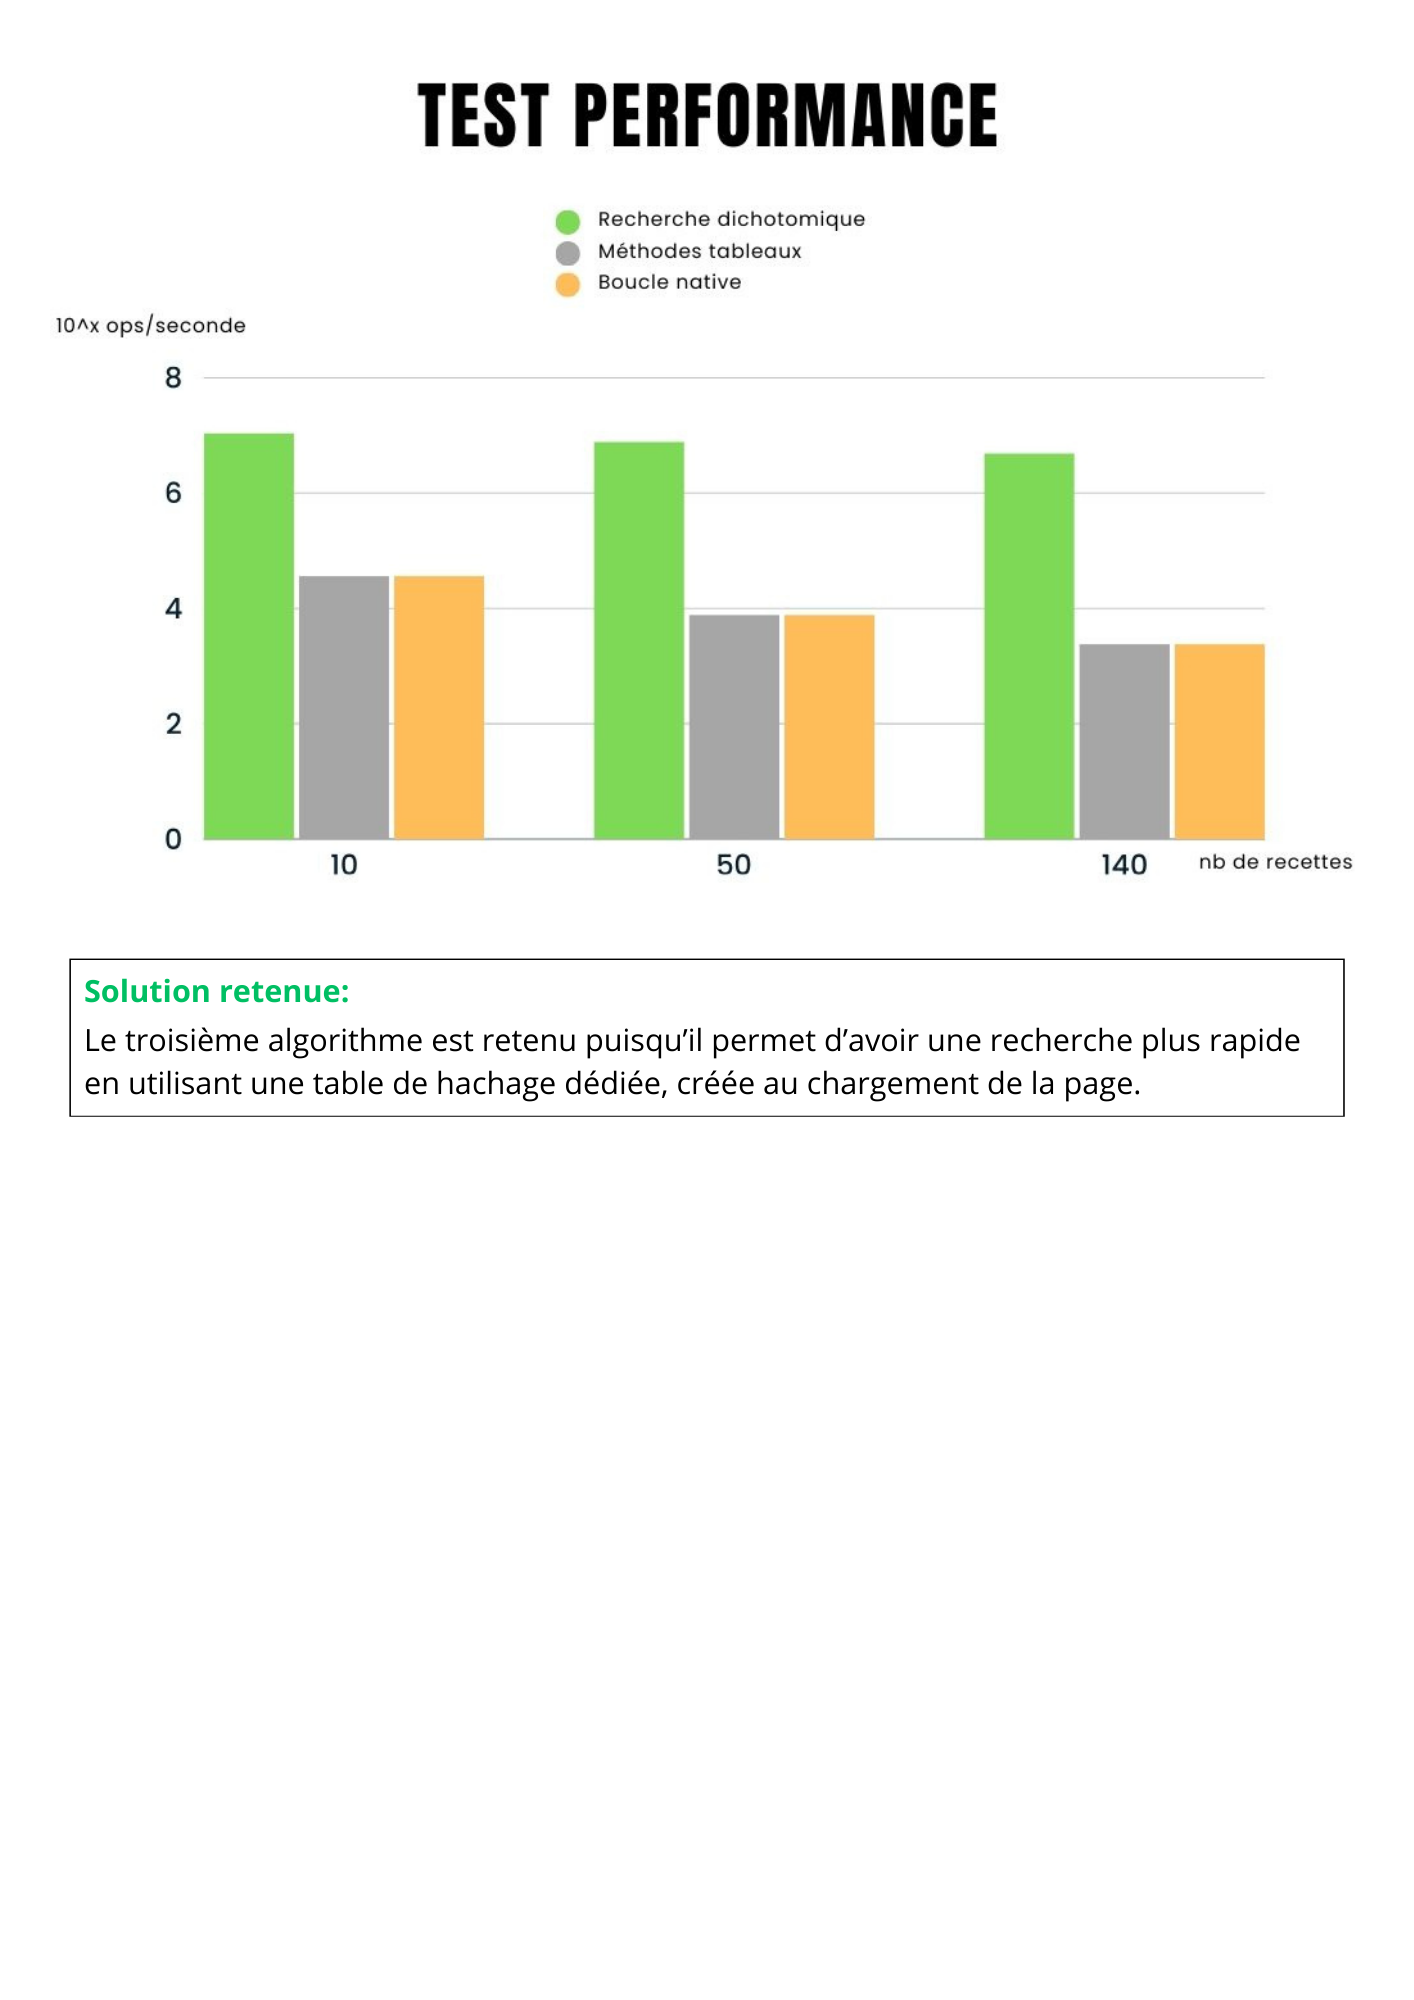 TEST PERFORMANCE
Recherche dichotomique
Méthodes tableaux
Boucle native
10^x ops/seconde
8
6
4
2
0
10 50 140 nb de recettes
Solution retenue:
Le troisième algorithme est retenu puisqu’il permet d’avoir une recherche plus rapide
en utilisant une table de hachage dédiée, créée au chargement de la page.